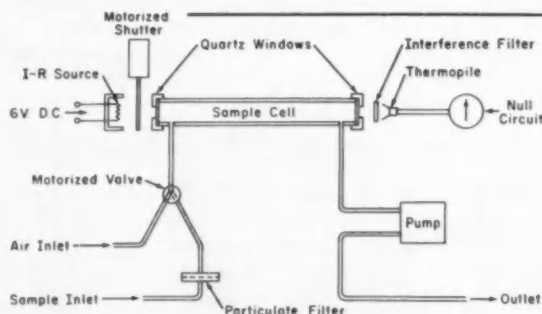 Motorized
Shutter
Quartz Windows
Interference Filter
I-R Source
Thermopile
6V DC
Sample Cell
Null
Circuit
Motorized Valve
Pump
Air Inlet
Sample Inlet
Outlet
Particulate Filter